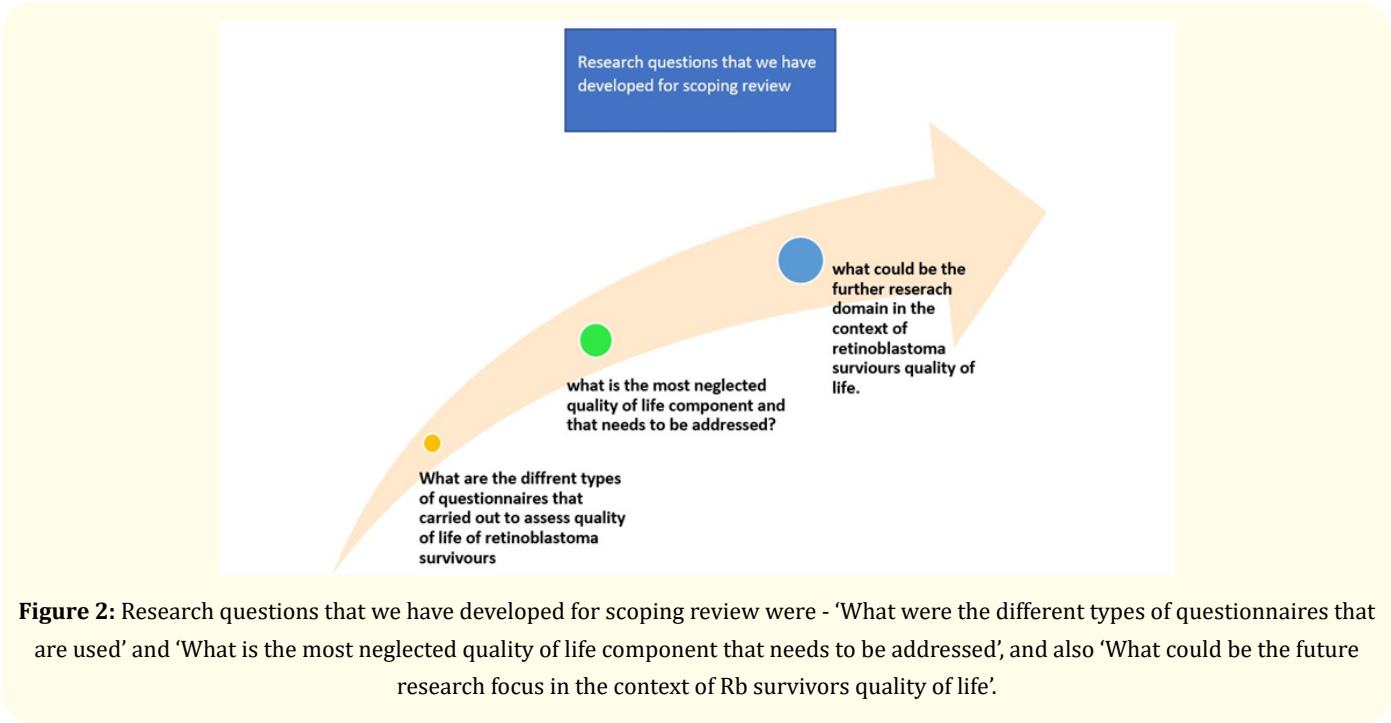 Research questions that we have
developed for scoping review
what could be the
further reserach
domain in the
context of
retinoblastoma
surviours quality of
life.
what is the most neglected
quality of life component and
that needs to be addressed?
What are the diffrent types
of questionnaires that
carried out to assess quality
of life of retinoblastoma
survivours
Figure 2: Research questions that we have developed for scoping review were - ‘What were the different types of questionnaires that
are used’ and ‘What is the most neglected quality of life component that needs to be addressed’, and also ‘What could be the future
research focus in the context of Rb survivors quality of life’.